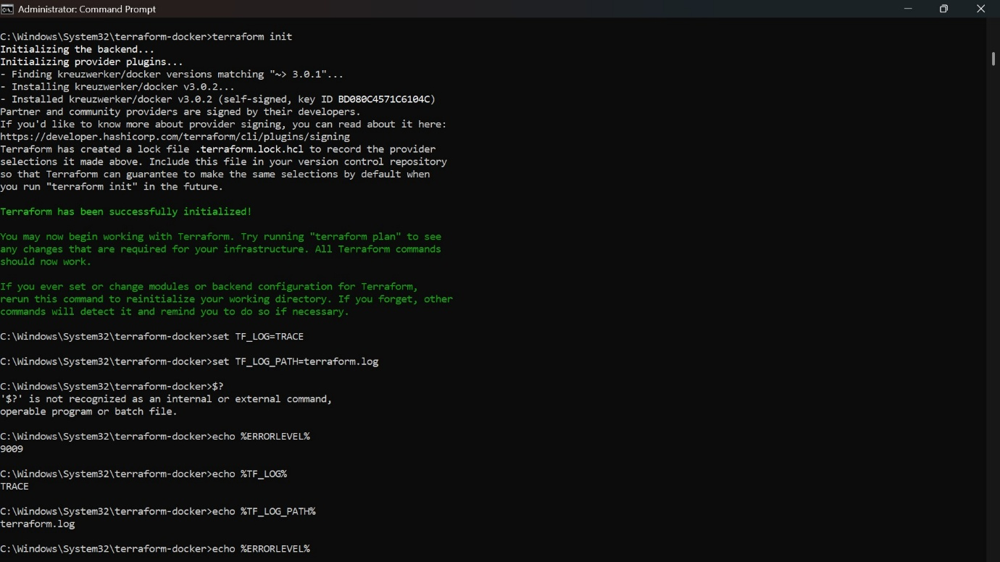 Administrator: Command Prompt
C:\Windows\System32\terraform-docker>terraform init
Initializing the backend...
Initializing provider plugins...
- Finding kreuzwerker/docker versions matching "~> 3.0.1"...
- Installing kreuzwerker/docker v3.0.2...
- Installed kreuzwerker/docker v3.0.2 (self-signed, key ID BD080C4571C6104C)
Partner and community providers are signed by their developers.
If you'd like to know more about provider signing, you can read about it here:
https://developer.hashicorp.com/terraform/cli/plugins/signing
Terraform has created a lock file .terraform.lock.hcl to record the provider
selections it made above. Include this file in your version control repository
so that Terraform can guarantee to make the same selections by default when
you run "terraform init" in the future.
Terraform has been successfully initialized!
You may now begin working with Terraform. Try running "terraform plan" to see
any changes that are required for your infrastructure. All Terraform commands
should now work.
If you ever set or change modules or backend configuration for Terraform,
rerun this command to reinitialize your working directory. If you forget, other
commands will detect it and remind you to do so if necessary.
C:\Windows\System32\terraform-docker>set TF_LOG=TRACE
C:\Windows\System32\terraform-docker>set TF_LOG_PATH=terraform.log
C:\Windows\System32\terraform-docker>$?
'$?' is not recognized as an internal or external command,
operable program or batch file.
C:\Windows\System32\terraform-docker>echo %ERRORLEVEL%
9009
C:\Windows\System32\terraform-docker>echo %TF_LOG%
TRACE
C:\Windows\System32\terraform-docker>echo %TF_LOG_PATH%
terraform.log
C:\Windows\System32\terraform-docker>echo %ERRORLEVEL%